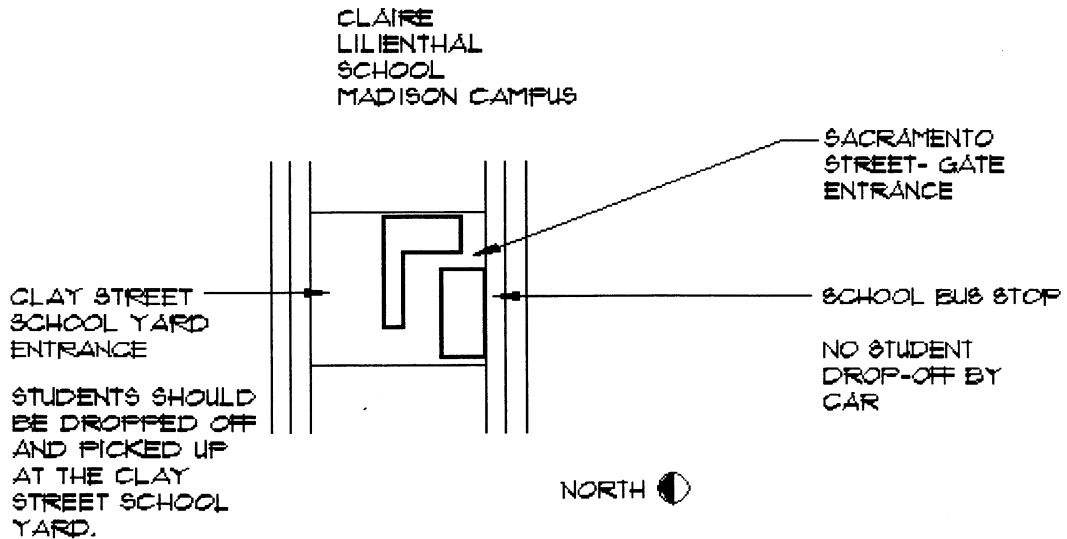 CLAIRE
LILIENTHAL
SCHOOL
MADISON CAMPUS
SACRAMENTO
STREET- GATE
ENTRANCE
CLAY STREET
SCHOOL YARD
ENTRANCE
SCHOOL BUS STOP
NO STUDENT
DROP-OFF BY
CAR
STUDENTS SHOULD
BE DROPPED OFF
AND PICKED UP
AT THE CLAY
STREET SCHOOL
YARD.
NORTH